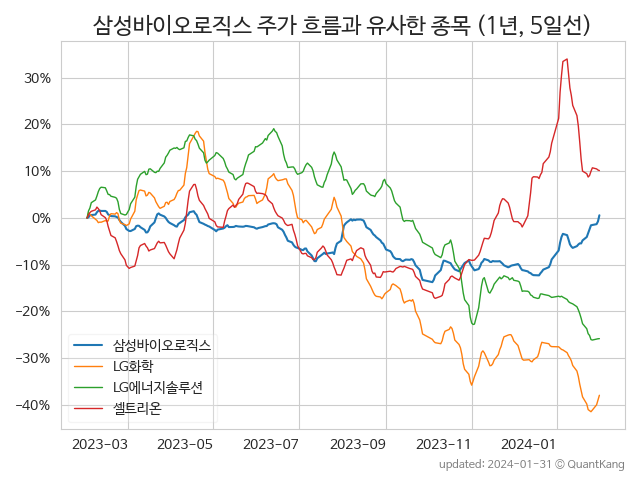 삼성바이오로직스 주가 흐름과 유사한 종목 (1년, 5일선)
30%
20%
10%
0%
−10%
−20%
−30%
−40%
삼성바이오로직스
LG화학
LG에너지솔루션
셀트리온
2023-03 2023-05 2023-07 2023-09 2023-11 2024-01
updated: 2024-01-31 © QuantKang